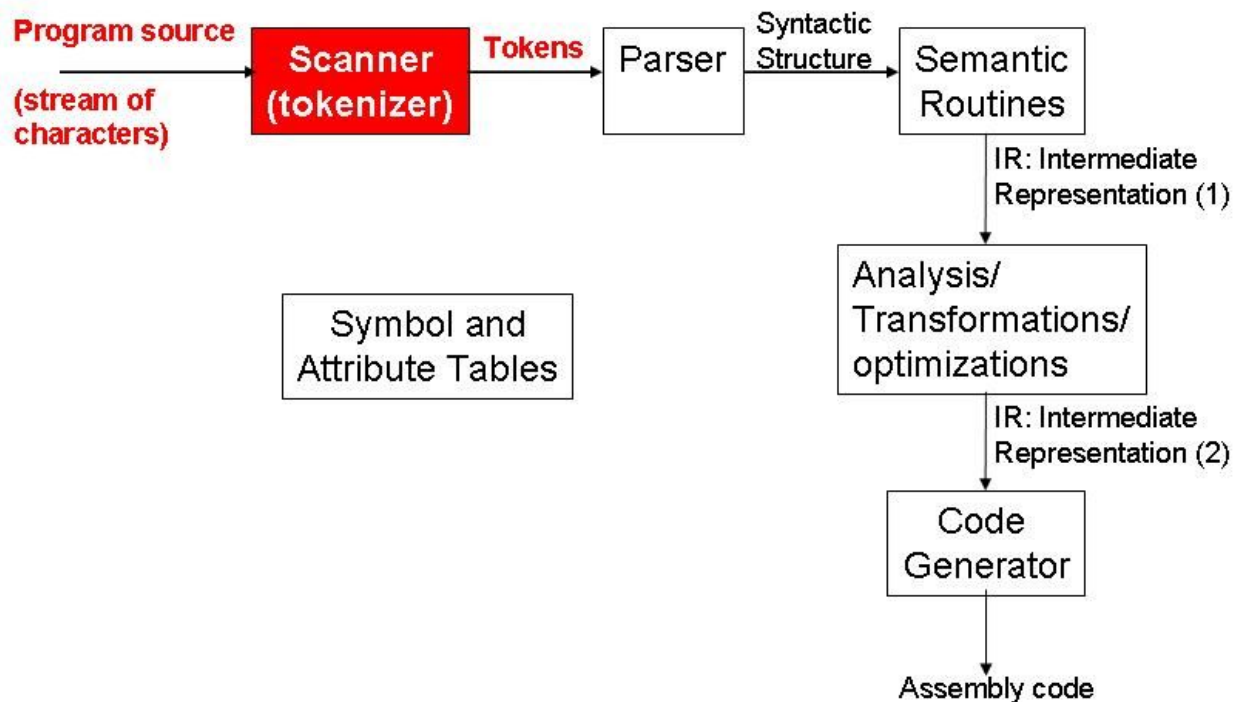 Program source
(stream of
characters)
Scanner
(tokenizer)
Tokens
Parser
Syntactic
Structure
Semantic
Routines
IR: Intermediate
Representation (1)
Analysis/
Transformations/
optimizations
Symbol and
Attribute Tables
IR: Intermediate
Representation (2)
Code
Generator
Assembly code